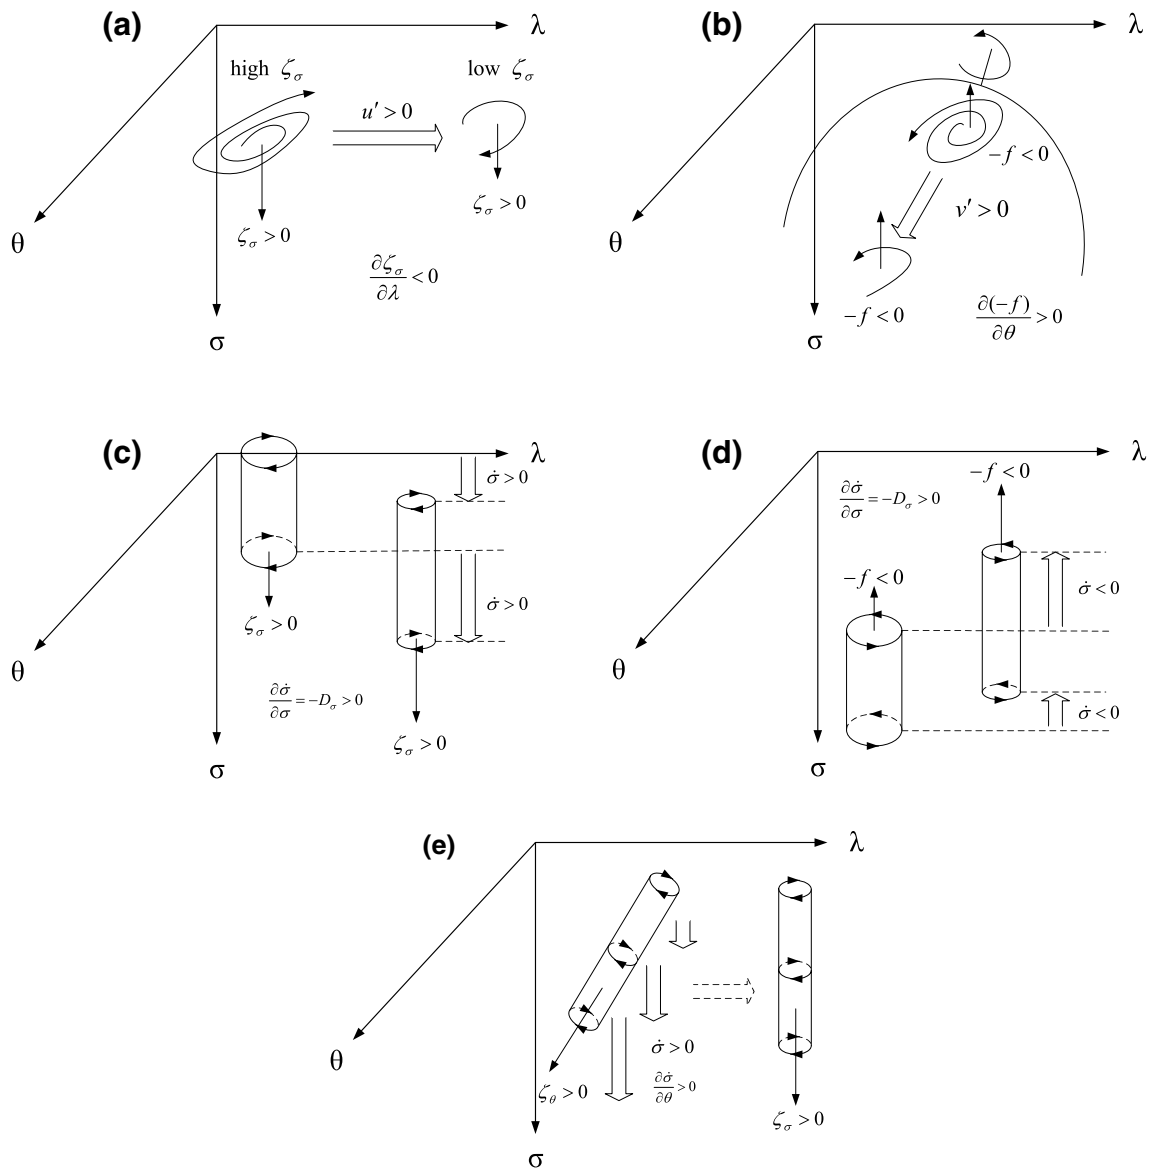 (a)
λ
high ζσ
low ζσ
u′ > 0
ζσ > 0
ζσ > 0
θ
∂ζσ/∂λ < 0
σ
(b)
λ
−f < 0
v′ > 0
θ
−f < 0
∂(−f)/∂θ > 0
σ
(c)
λ
σ̇ > 0
σ̇ > 0
ζσ > 0
θ
∂σ̇/∂σ = −Dσ > 0
ζσ > 0
σ
(d)
λ
−f < 0
∂σ̇/∂σ = −Dσ > 0
−f < 0
σ̇ < 0
θ
σ̇ < 0
σ
(e)
λ
θ
σ̇ > 0
ζθ > 0
∂σ̇/∂θ > 0
ζσ > 0
σ